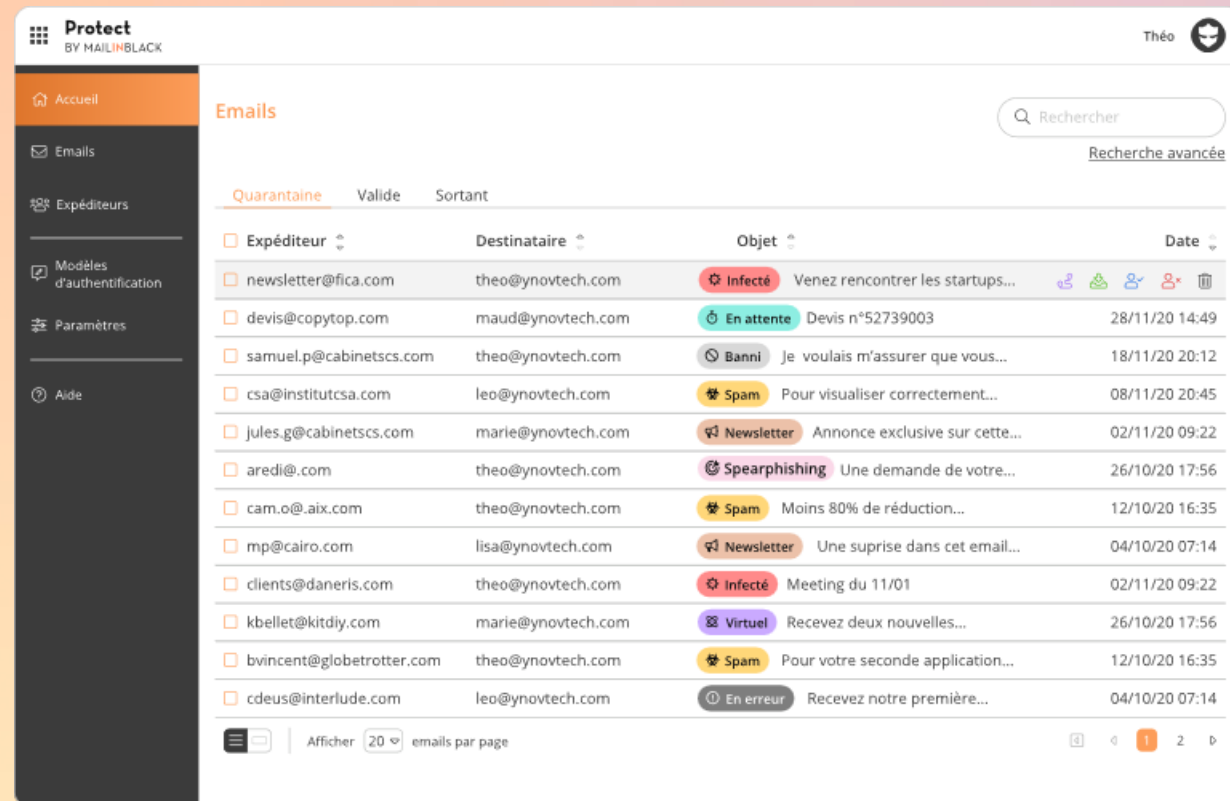 Protect
BY MAILINBLACK
Théo
Accueil
Emails
Expéditeurs
Modèles
d'authentification
Paramètres
Aide
Emails
Rechercher
Recherche avancée
Quarantaine Valide Sortant
Expéditeur Destinataire Objet Date
newsletter@fica.com theo@ynovtech.com Infecté Venez rencontrer les startups...
devis@copytop.com maud@ynovtech.com En attente Devis n°52739003 28/11/20 14:49
samuel.p@cabinetscs.com theo@ynovtech.com Banni Je voulais m'assurer que vous... 18/11/20 20:12
csa@institutcsa.com leo@ynovtech.com Spam Pour visualiser correctement... 08/11/20 20:45
jules.g@cabinetscs.com marie@ynovtech.com Newsletter Annonce exclusive sur cette... 02/11/20 09:22
aredi@.com theo@ynovtech.com Spearphishing Une demande de votre... 26/10/20 17:56
cam.o@.aix.com theo@ynovtech.com Spam Moins 80% de réduction... 12/10/20 16:35
mp@cairo.com lisa@ynovtech.com Newsletter Une suprise dans cet email... 04/10/20 07:14
clients@daneris.com theo@ynovtech.com Infecté Meeting du 11/01 02/11/20 09:22
kbellet@kitdiy.com marie@ynovtech.com Virtuel Recevez deux nouvelles... 26/10/20 17:56
bvincent@globetrotter.com theo@ynovtech.com Spam Pour votre seconde application... 12/10/20 16:35
cdeus@interlude.com leo@ynovtech.com En erreur Recevez notre première... 04/10/20 07:14
Afficher 20 emails par page 1 2